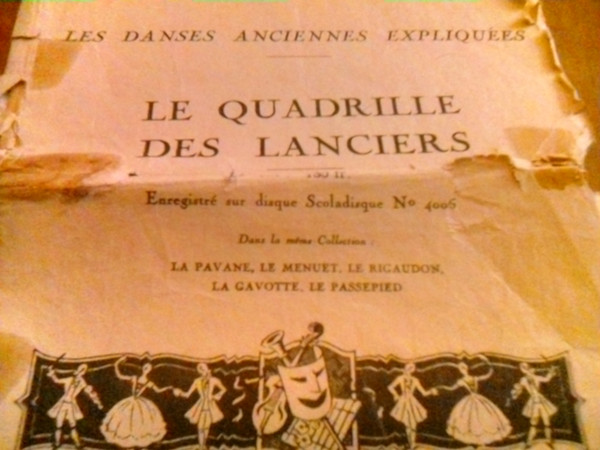 LES DANSES ANCIENNES EXPLIQUÉES
LE QUADRILLE
DES LANCIERS
Enregistré sur disque Scoladisque No 4006
Dans la même Collection :
LA PAVANE, LE MENUET, LE RIGAUDON,
LA GAVOTTE, LE PASSEPIED